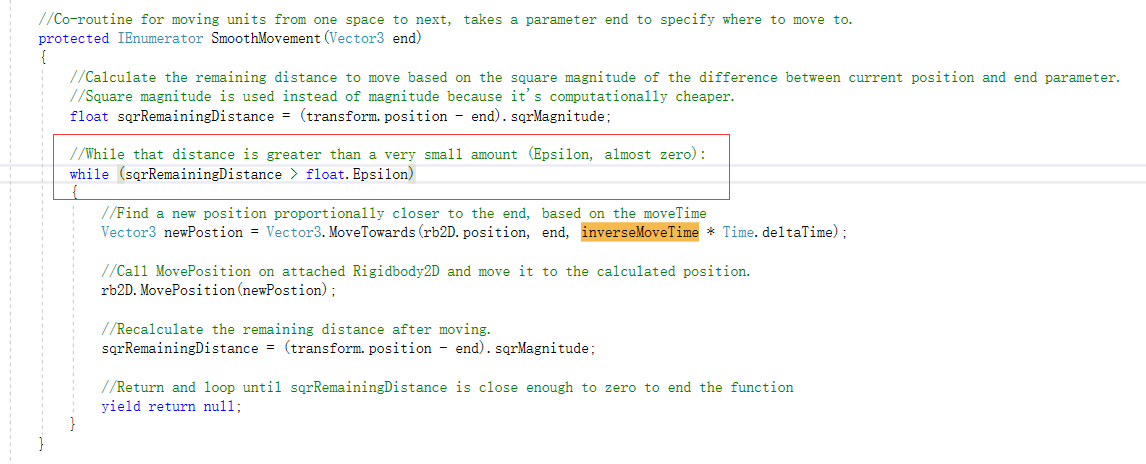 //Co-routine for moving units from one space to next, takes a parameter end to specify where to move to.
protected IEnumerator SmoothMovement(Vector3 end)
{
//Calculate the remaining distance to move based on the square magnitude of the difference between current position and end parameter.
//Square magnitude is used instead of magnitude because it's computationally cheaper.
float sqrRemainingDistance = (transform.position - end).sqrMagnitude;
//While that distance is greater than a very small amount (Epsilon, almost zero):
while (sqrRemainingDistance > float.Epsilon)
{
//Find a new position proportionally closer to the end, based on the moveTime
Vector3 newPostion = Vector3.MoveTowards(rb2D.position, end, inverseMoveTime * Time.deltaTime);
//Call MovePosition on attached Rigidbody2D and move it to the calculated position.
rb2D.MovePosition(newPostion);
//Recalculate the remaining distance after moving.
sqrRemainingDistance = (transform.position - end).sqrMagnitude;
//Return and loop until sqrRemainingDistance is close enough to zero to end the function
yield return null;
}
}